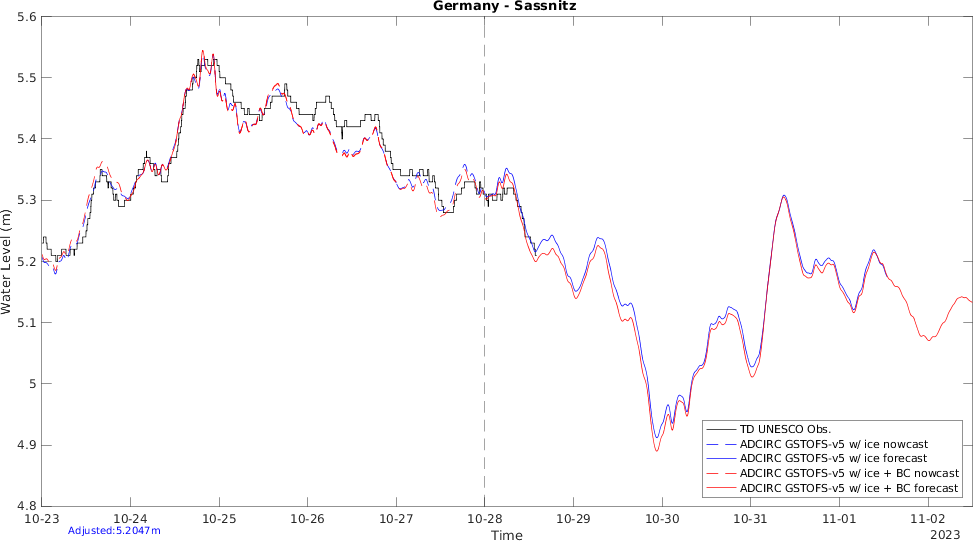 Germany - Sassnitz
5.6
5.5
5.4
5.3
5.2
5.1
5
4.9
4.8
Water Level (m)
TD UNESCO Obs.
ADCIRC GSTOFS-v5 w/ ice nowcast
ADCIRC GSTOFS-v5 w/ ice forecast
ADCIRC GSTOFS-v5 w/ ice + BC nowcast
ADCIRC GSTOFS-v5 w/ ice + BC forecast
10-23 10-24 10-25 10-26 10-27 10-28 10-29 10-30 10-31 11-01 11-02
Adjusted:5.2047m
Time
2023